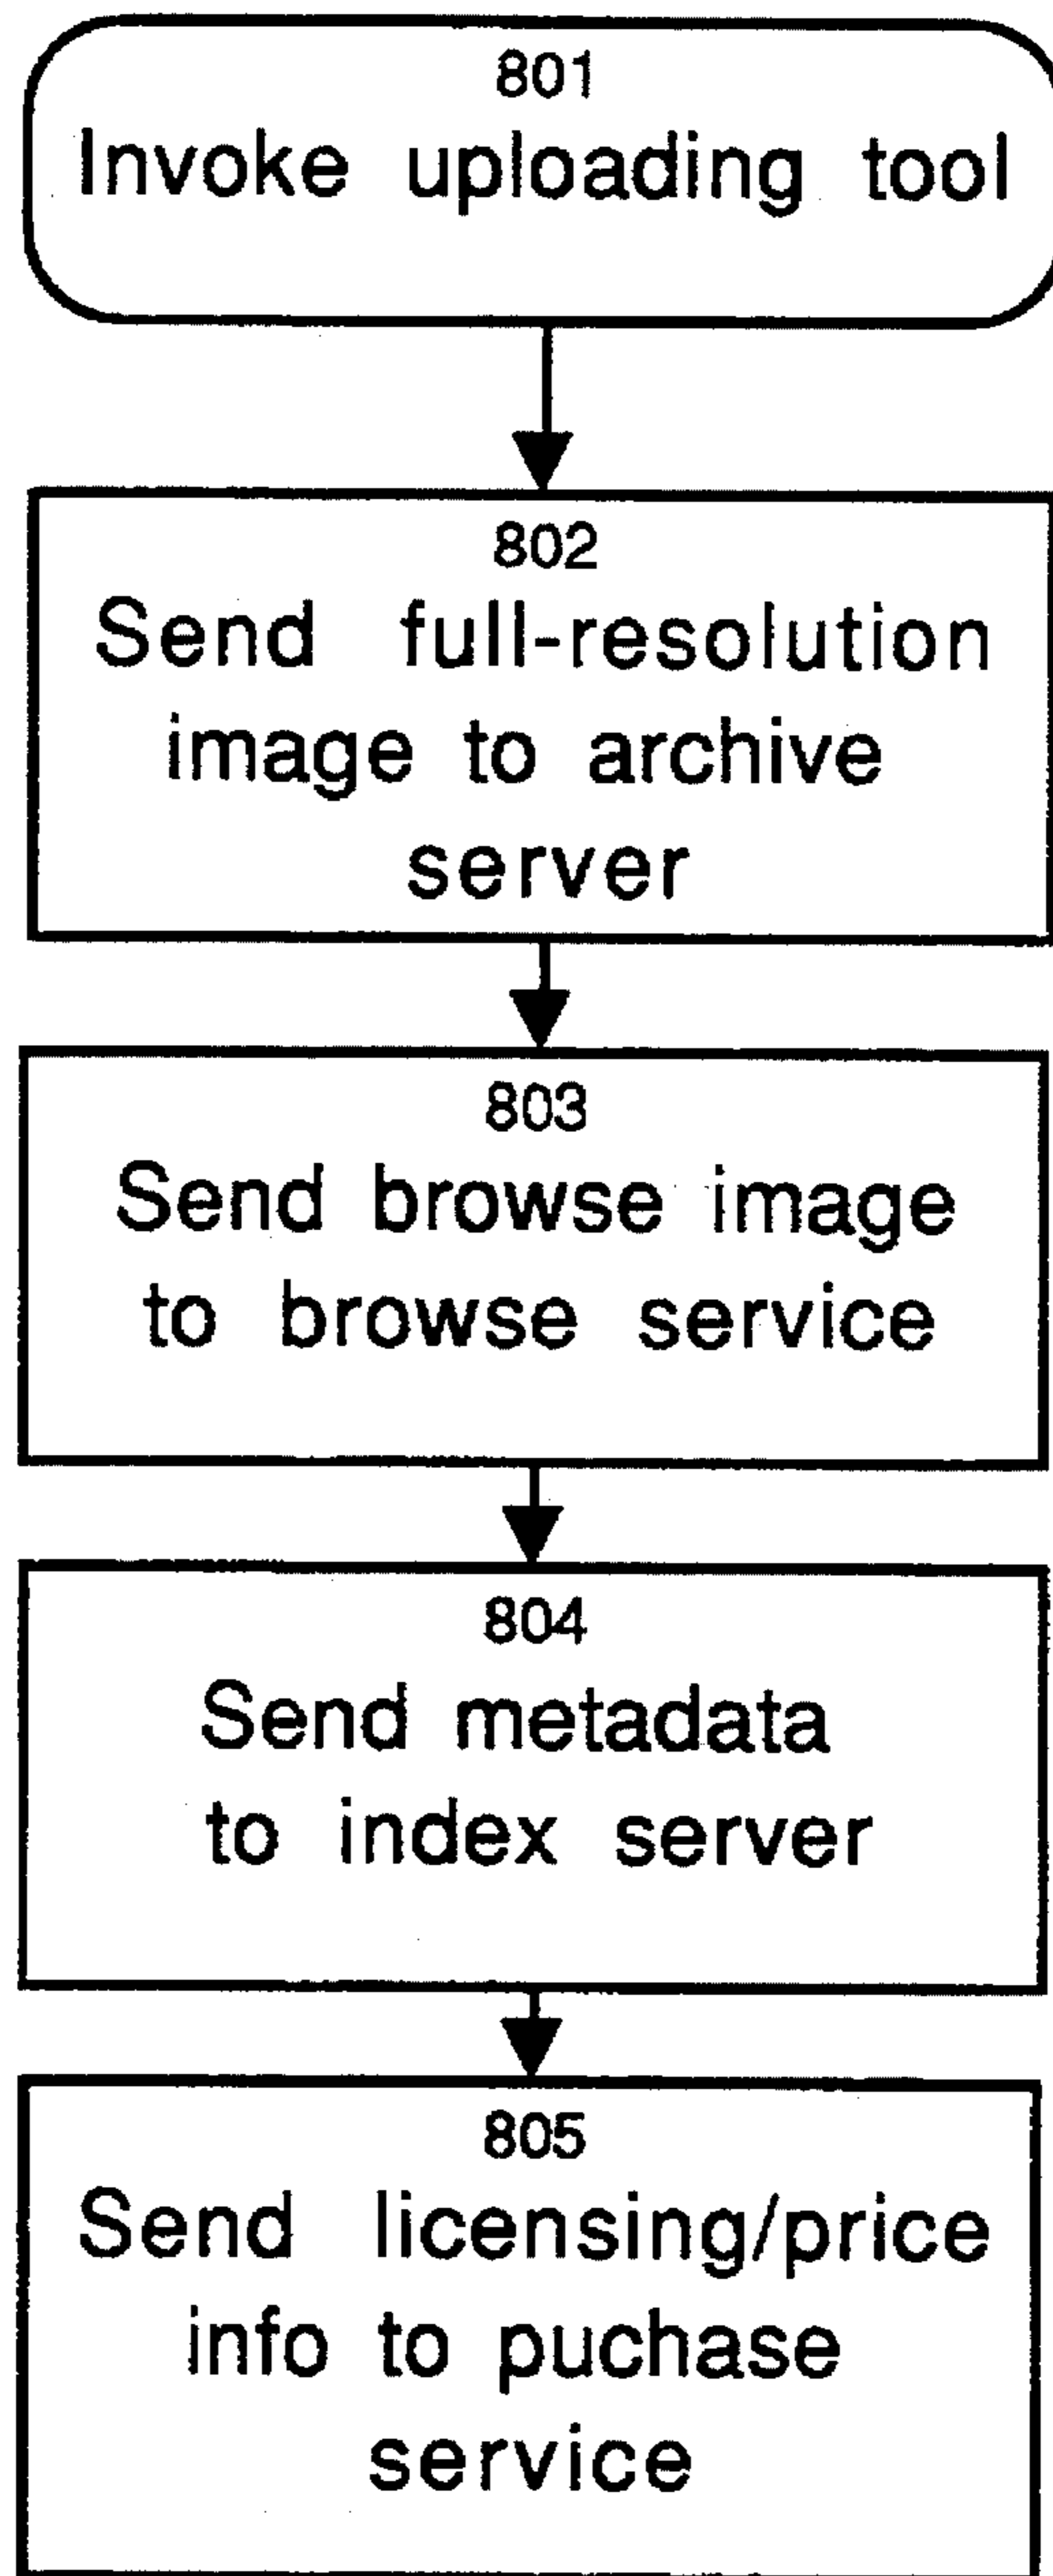 801
Invoke uploading tool
802
Send full-resolution
image to archive
server
803
Send browse image
to browse service
804
Send metadata
to index server
805
Send licensing/price
info to puchase
service